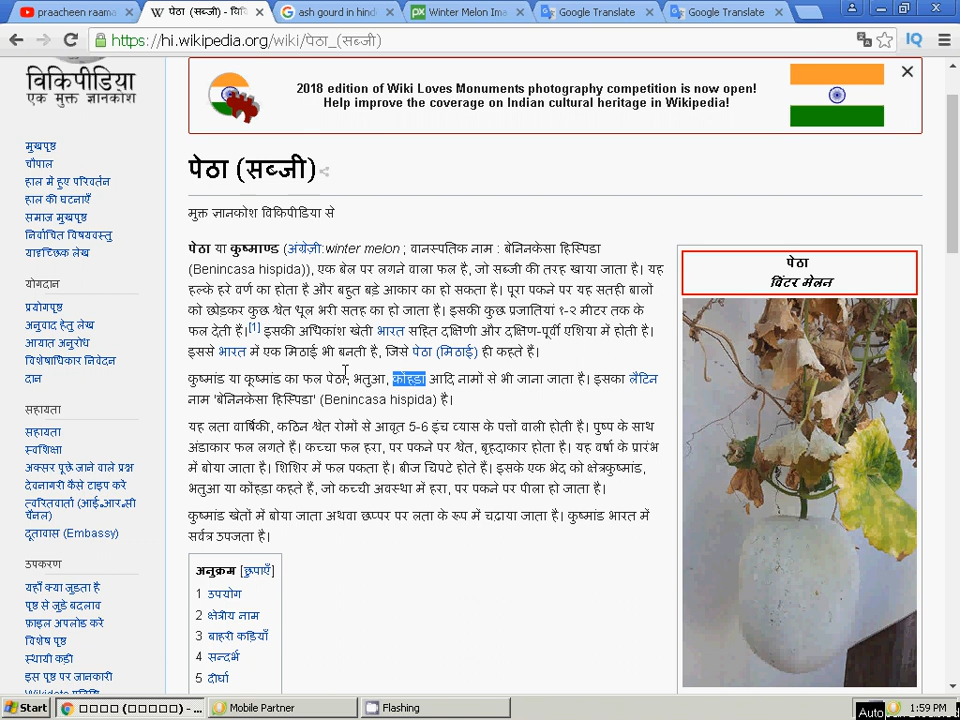 praacheen raama
पेठा (सब्ज़ी) - विि
ash gourd in hind
Winter Melon Ima
Google Translate
Google Translate
https://hi.wikipedia.org/wiki/पेठा_(सब्ज़ी)
IQ
विकिपीडिया
एक मुक्त ज्ञानकोश
2018 edition of Wiki Loves Monuments photography competition is now open!
Help improve the coverage on Indian cultural heritage in Wikipedia!
मुखपृष्ठ
चौपाल
हाल में हुए परिवर्तन
हाल की घटनाएँ
समाज मुखपृष्ठ
निर्वाचित विषयवस्तु
यादृच्छिक लेख
योगदान
प्रयोगपृष्ठ
अनुवाद हेतु लेख
आयात अनुरोध
विशेषाधिकार निवेदन
दान
सहायता
सहायता
स्वशिक्षा
अक्सर पूछे जाने वाले प्रश्न
देवनागरी कैसे टाइप करें
त्वरितवार्ता (आई॰आर॰सी
चैनल)
दूतावास (Embassy)
उपकरण
यहाँ क्या जुड़ता है
पृष्ठ से जुड़े बदलाव
फ़ाइल अपलोड करें
विशेष पृष्ठ
स्थायी कड़ी
इस पृष्ठ पर जानकारी
पेठा (सब्ज़ी)
मुक्त ज्ञानकोश विकिपीडिया से
पेठा या कुष्माण्ड (अंग्रेज़ी:winter melon ; वानस्पतिक नाम : बेनिनकेसा हिस्पिडा
(Benincasa hispida)), एक बेल पर लगने वाला फल है, जो सब्जी की तरह खाया जाता है। यह
हल्के हरे वर्ण का होता है और बहुत बड़े आकार का हो सकता है। पूरा पकने पर यह सतही बालों
को छोड़कर कुछ श्वेत धूल भरी सतह का हो जाता है। इसकी कुछ प्रजातियां १-२ मीटर तक के
फल देती हैं।[1] इसकी अधिकांश खेती भारत सहित दक्षिणी और दक्षिण-पूर्वी एशिया में होती है।
इससे भारत में एक मिठाई भी बनती है, जिसे पेठा (मिठाई) ही कहते हैं।
कुष्मांड या कूष्मांड का फल पेठा, भतुआ, कोंहड़ा आदि नामों से भी जाना जाता है। इसका लैटिन
नाम 'बेनिनकेसा हिस्पिडा' (Benincasa hispida) है।
यह लता वार्षिकी, कठिन श्वेत रोमों से आवृत 5-6 इंच व्यास के पत्तों वाली होती है। पुष्प के साथ
अंडाकार फल लगते हैं। कच्चा फल हरा, पर पकने पर श्वेत, बृहदाकार होता है। यह वर्षा के प्रारंभ
में बोया जाता है। शिशिर में फल पकता है। बीज चिपटे होते हैं। इसके एक भेद को क्षेत्रकुष्मांड,
भतुआ या कोंहड़ा कहते हैं, जो कच्ची अवस्था में हरा, पर पकने पर पीला हो जाता है।
कुष्मांड खेतों में बोया जाता अथवा छप्पर पर लता के रूप में चढ़ाया जाता है। कुष्मांड भारत में
सर्वत्र उपजता है।
अनुक्रम [छुपाएँ]
1 उपयोग
2 क्षेत्रीय नाम
3 बाहरी कड़ियाँ
4 सन्दर्भ
5 दीर्घा
पेठा
विंटर मेलन
Start
Mobile Partner
Flashing
1:59 PM